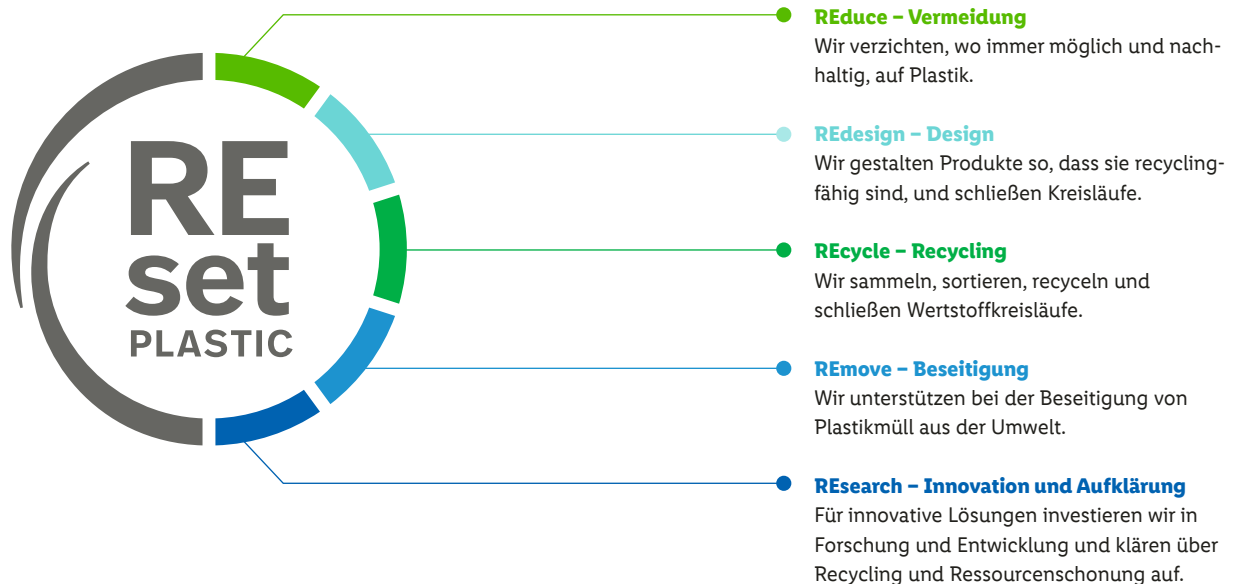 RE
set
PLASTIC
REduce – Vermeidung
Wir verzichten, wo immer möglich und nach-
haltig, auf Plastik.
REdesign – Design
Wir gestalten Produkte so, dass sie recycling-
fähig sind, und schließen Kreisläufe.
REcycle – Recycling
Wir sammeln, sortieren, recyceln und
schließen Wertstoffkreisläufe.
REmove – Beseitigung
Wir unterstützen bei der Beseitigung von
Plastikmüll aus der Umwelt.
REsearch – Innovation und Aufklärung
Für innovative Lösungen investieren wir in
Forschung und Entwicklung und klären über
Recycling und Ressourcenschonung auf.